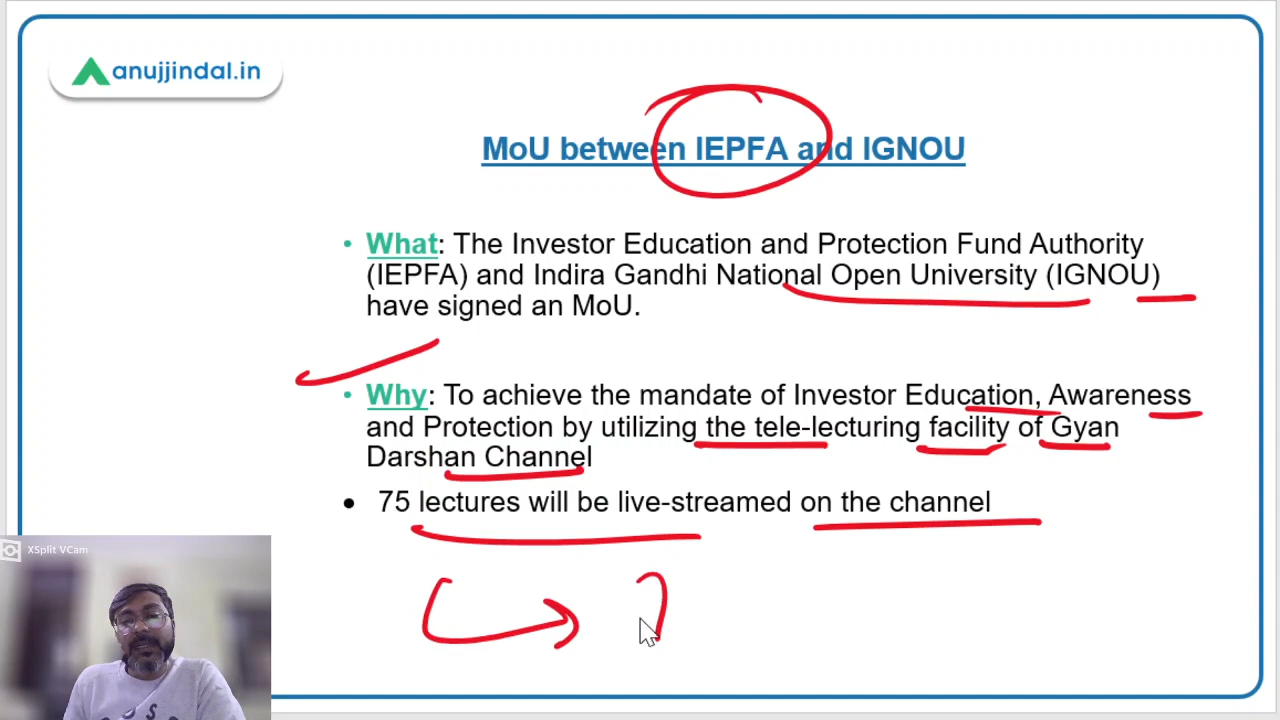 anujjindal.in
MoU between IEPFA and IGNOU
• What: The Investor Education and Protection Fund Authority
(IEPFA) and Indira Gandhi National Open University (IGNOU)
have signed an MoU.
• Why: To achieve the mandate of Investor Education, Awareness
and Protection by utilizing the tele-lecturing facility of Gyan
Darshan Channel
• 75 lectures will be live-streamed on the channel
XSplit VCam